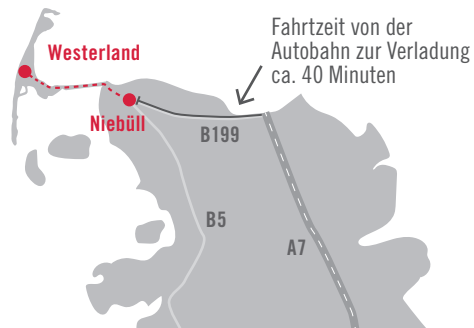 Fahrtzeit von der
Autobahn zur Verladung
ca. 40 Minuten
Westerland
Niebüll
B199
B5
A7